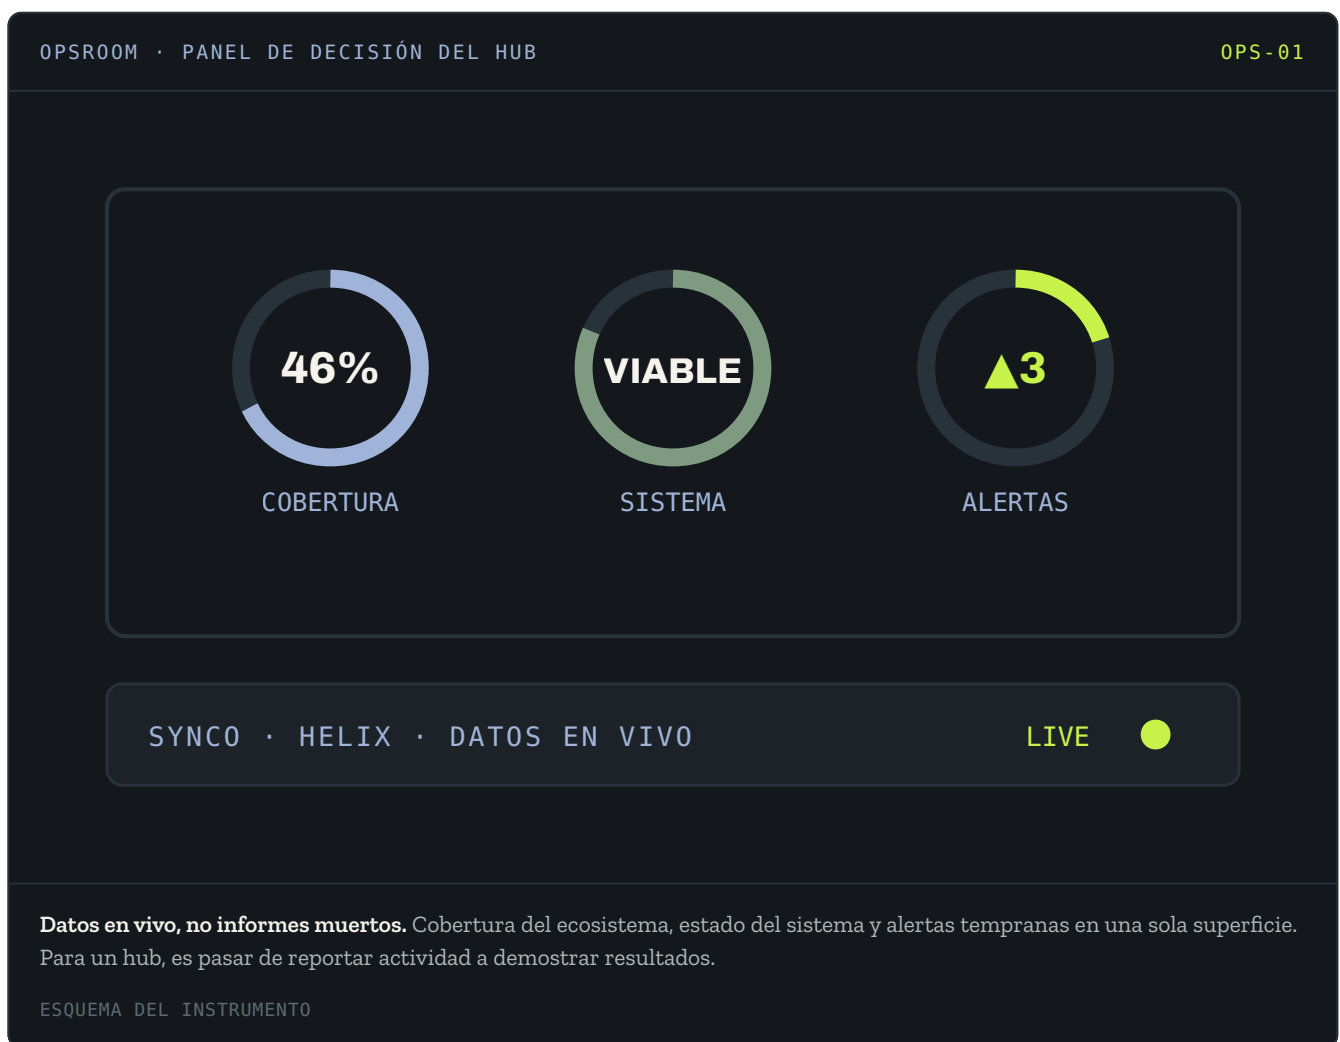 OPSROOM · PANEL DE DECISIÓN DEL HUB
OPS-01
46%
VIABLE
▲3
COBERTURA
SISTEMA
ALERTAS
SYNCO · HELIX · DATOS EN VIVO
LIVE
Datos en vivo, no informes muertos. Cobertura del ecosistema, estado del sistema y alertas tempranas en una sola superficie.
Para un hub, es pasar de reportar actividad a demostrar resultados.
ESQUEMA DEL INSTRUMENTO